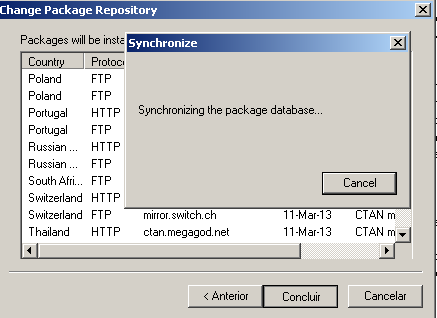 Change Package Repository
Packages will be insta
Synchronize
Synchronizing the package database...
Cancel
Country Protoco
Poland FTP
Poland FTP
Portugal HTTP
Portugal FTP
Russian ... HTTP
Russian ... FTP
South Afri... FTP
Switzerland HTTP
Switzerland FTP mirror.switch.ch 11-Mar-13 CTAN m
Thailand HTTP ctan.megagod.net 11-Mar-13 CTAN m
< Anterior Concluir Cancelar